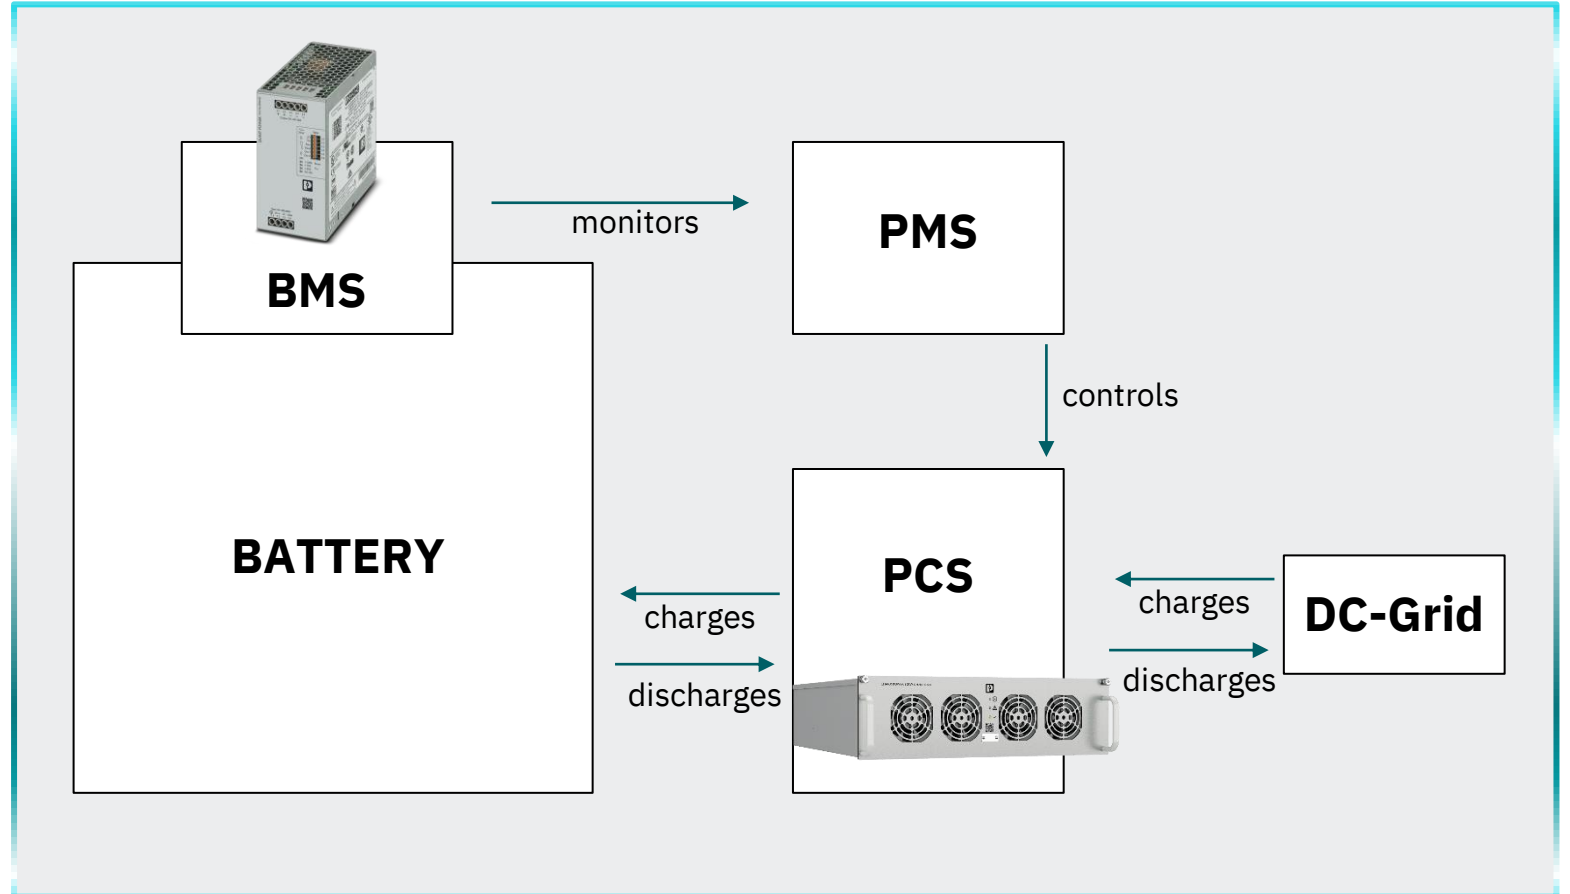 BMS
monitors
PMS
controls
BATTERY
charges
discharges
PCS
charges
discharges
DC-Grid